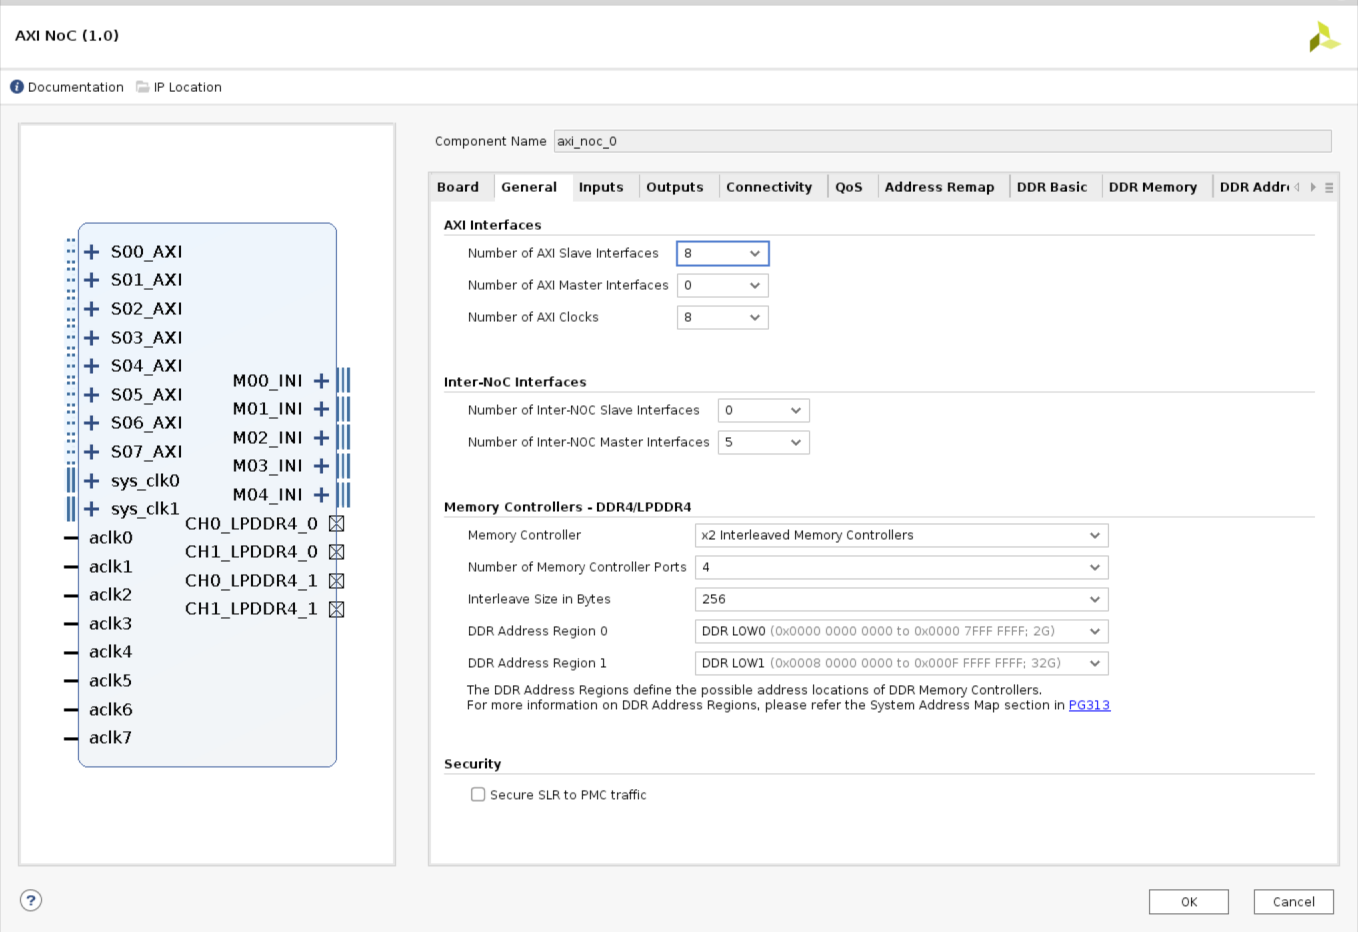 AXI NoC (1.0)
Documentation IP Location
S00_AXI
S01_AXI
S02_AXI
S03_AXI
S04_AXI
S05_AXI
S06_AXI
S07_AXI
sys_clk0
sys_clk1
aclk0
aclk1
aclk2
aclk3
aclk4
aclk5
aclk6
aclk7
M00_INI
M01_INI
M02_INI
M03_INI
M04_INI
CH0_LPDDR4_0
CH1_LPDDR4_0
CH0_LPDDR4_1
CH1_LPDDR4_1
Component Name axi_noc_0
Board General Inputs Outputs Connectivity QoS Address Remap DDR Basic DDR Memory DDR Addr
AXI Interfaces
Number of AXI Slave Interfaces 8
Number of AXI Master Interfaces 0
Number of AXI Clocks 8
Inter-NoC Interfaces
Number of Inter-NOC Slave Interfaces 0
Number of Inter-NOC Master Interfaces 5
Memory Controllers - DDR4/LPDDR4
Memory Controller x2 Interleaved Memory Controllers
Number of Memory Controller Ports 4
Interleave Size in Bytes 256
DDR Address Region 0 DDR LOW0 (0x0000 0000 0000 to 0x0000 7FFF FFFF; 2G)
DDR Address Region 1 DDR LOW1 (0x0008 0000 0000 to 0x000F FFFF FFFF; 32G)
The DDR Address Regions define the possible address locations of DDR Memory Controllers.
For more information on DDR Address Regions, please refer the System Address Map section in PG313
Security
Secure SLR to PMC traffic
? OK Cancel